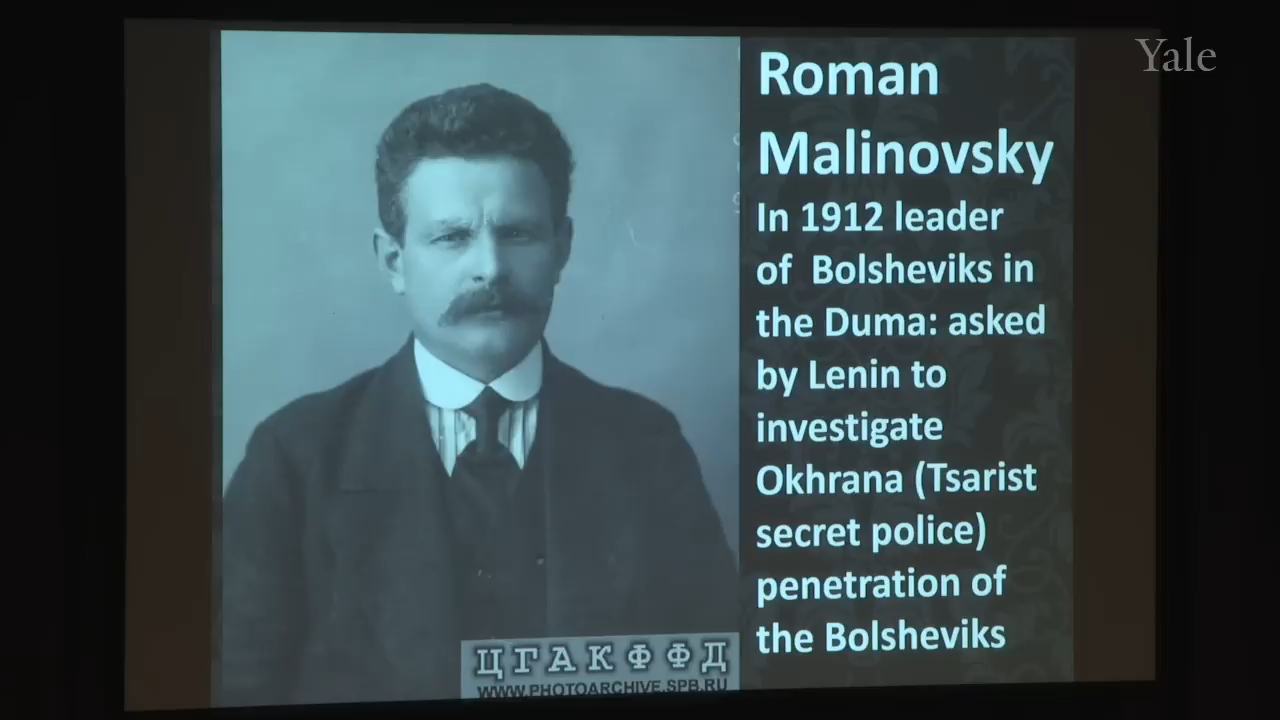 Yale
Roman
Malinovsky
In 1912 leader
of Bolsheviks in
the Duma: asked
by Lenin to
investigate
Okhrana (Tsarist
secret police)
penetration of
the Bolsheviks
ЦГАКФФД
WWW.PHOTOARCHIVE.SPB.RU